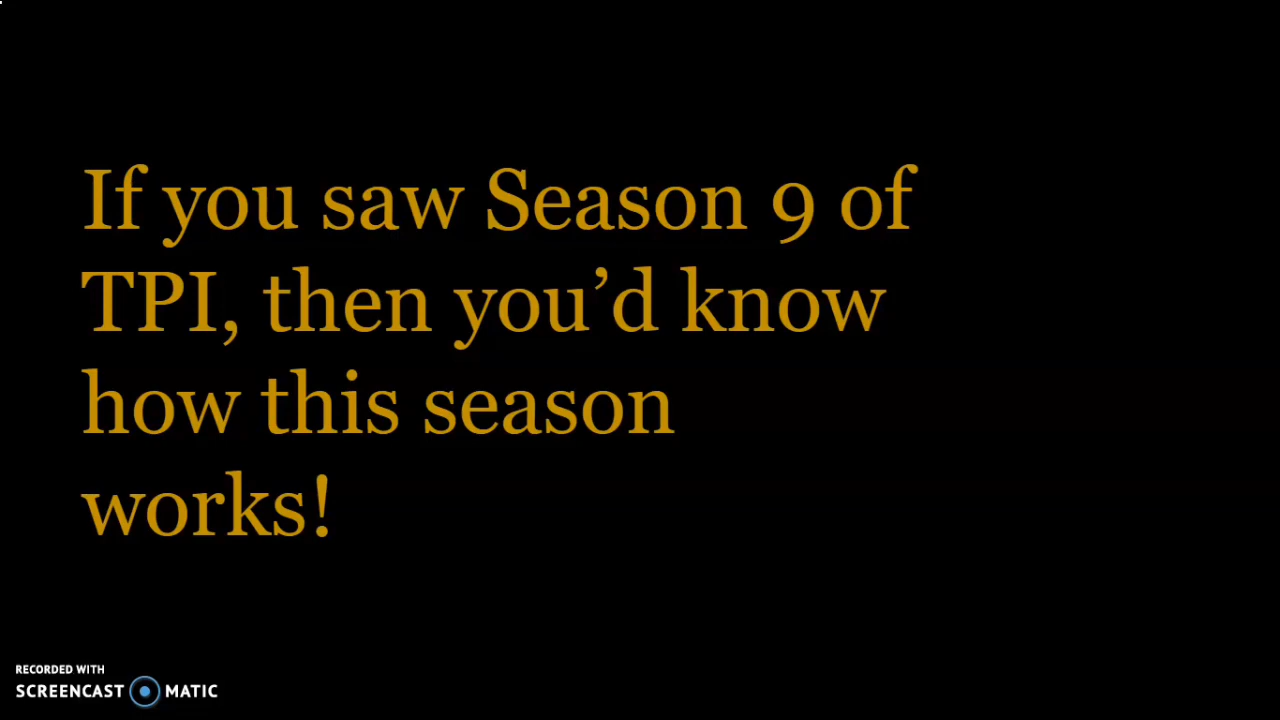 If you saw Season 9 of
TPI, then you’d know
how this season
works!
RECORDED WITH
SCREENCAST MATIC